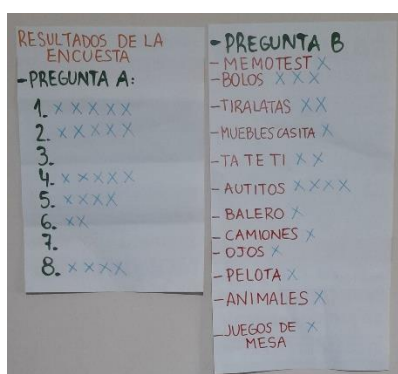 RESULTADOS DE LA
ENCUESTA
-PREGUNTA A:
1. x x x x x
2. x x x x x
3.
4. x x x x x
5. x x x x
6. x x
7.
8. x x x x
- PREGUNTA B
- MEMOTEST X
-BOLOS X X X
-TIRALATAS X X
-MUEBLES CASITA X
-TA TE TI X X
- AUTITOS X X X X
- BALERO X
- CAMIONES X
- OJOS X
- PELOTA X
-ANIMALES X
-JUEGOS DE X
MESA